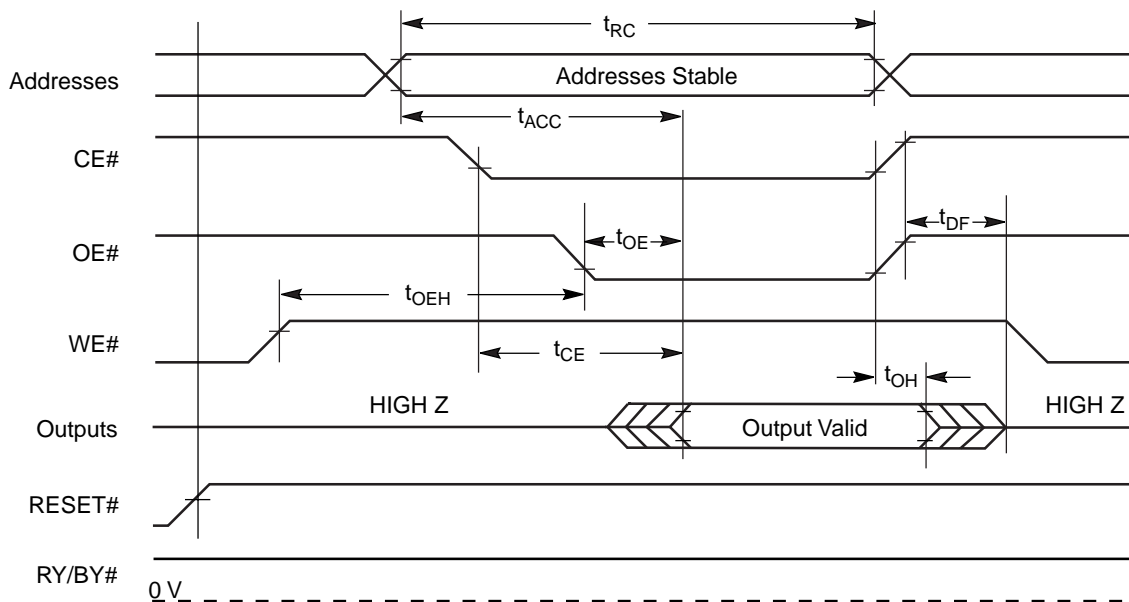 tRC
Addresses
Addresses Stable
tACC
CE#
tDF
OE#
tOE
tOEH
WE#
tCE
tOH
HIGH Z
HIGH Z
Outputs
Output Valid
RESET#
RY/BY#
0 V